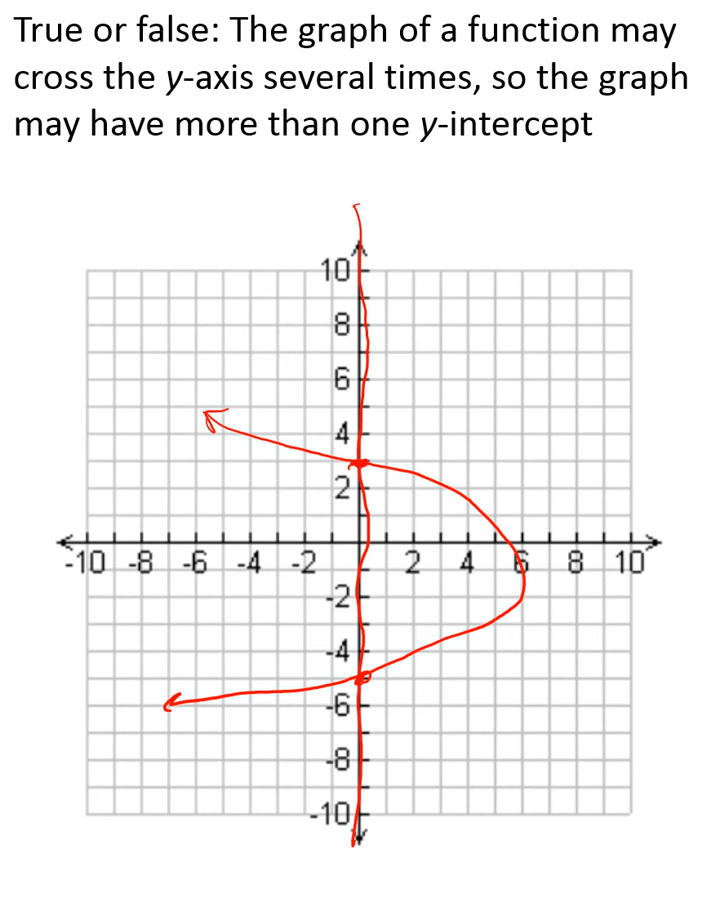 True or false: The graph of a function may
cross the y-axis several times, so the graph
may have more than one y-intercept
10
8
6
4
2
-10 -8 -6 -4 -2 2 4 6 8 10
-2
-4
-6
-8
-10